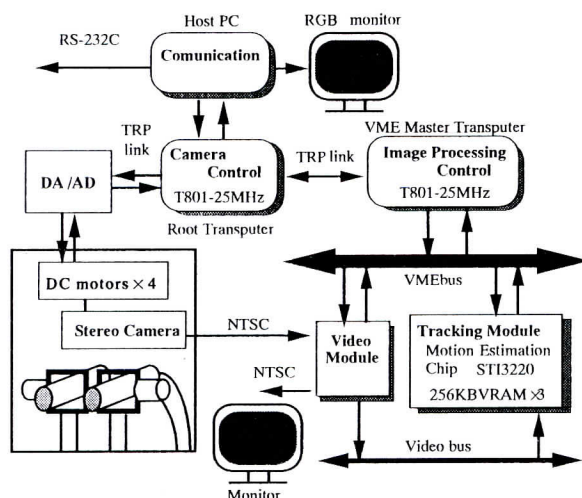 Host PC
RS-232C
Comunication
RGB monitor
TRP
link
VME Master Transputer
DA /AD
Camera
Control
T801-25MHz
TRP link
Image Processing
Control
T801-25MHz
Root Transputer
DC motors × 4
VMEbus
Stereo Camera
NTSC
Video
Module
Tracking Module
Motion Estimation
Chip STI3220
256KBVRAM ×3
NTSC
Video bus
Monitor